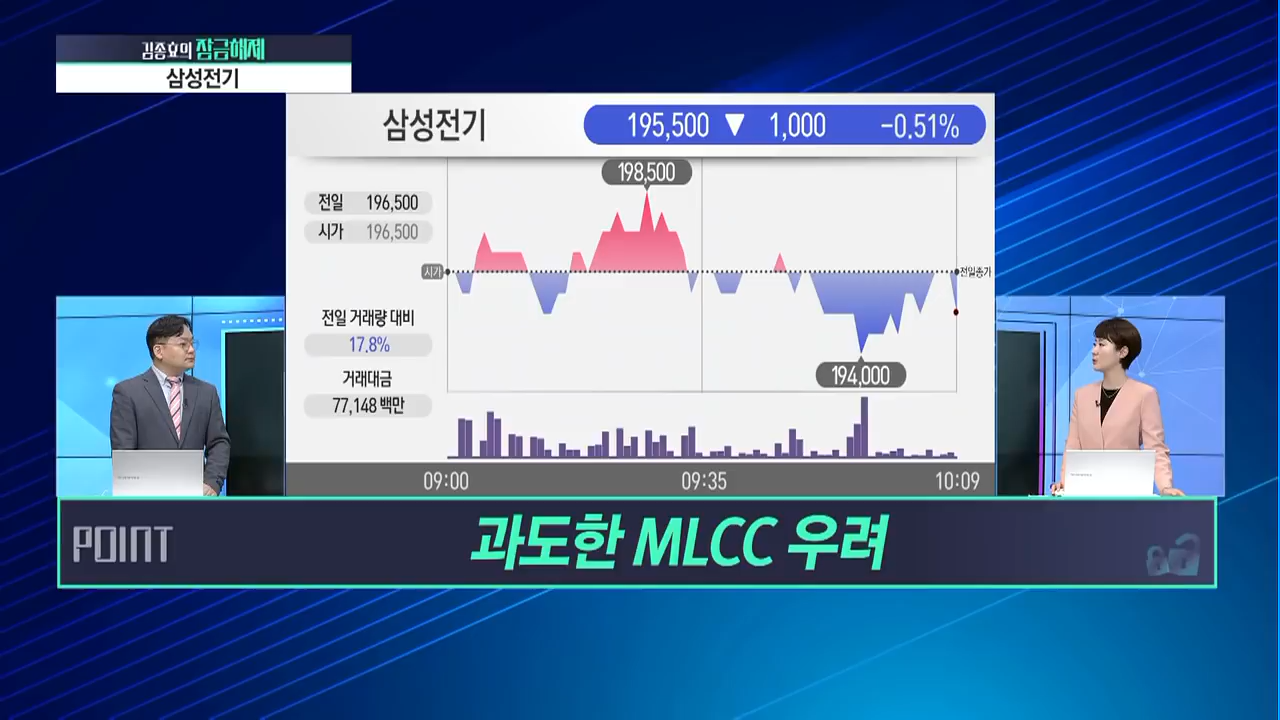 김종효의 잠금해제
삼성전기
삼성전기 195,500 ▼ 1,000 -0.51%
198,500
전일 196,500
시가 196,500
시가
전일종가
전일 거래량 대비
17.8%
거래대금
77,148 백만
194,000
09:00 09:35 10:09
POINT 과도한 MLCC 우려